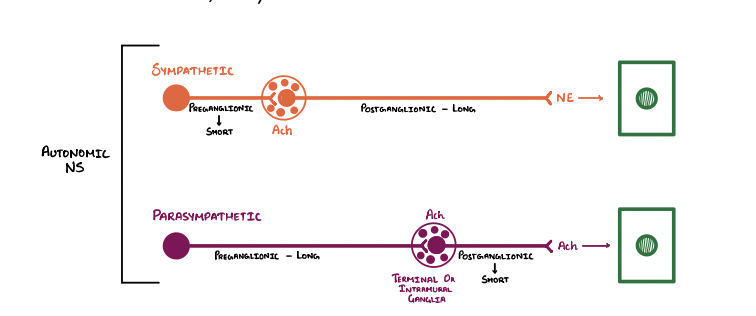 SYMPATHETIC
PREGANGLIONIC
SHORT
Ach
POSTGANGLIONIC - LONG
NE
AUTONOMIC
NS
PARASYMPATHETIC
PREGANGLIONIC - LONG
Ach
TERMINAL OR
INTRAMURAL
GANGLIA
POSTGANGLIONIC
SHORT
Ach